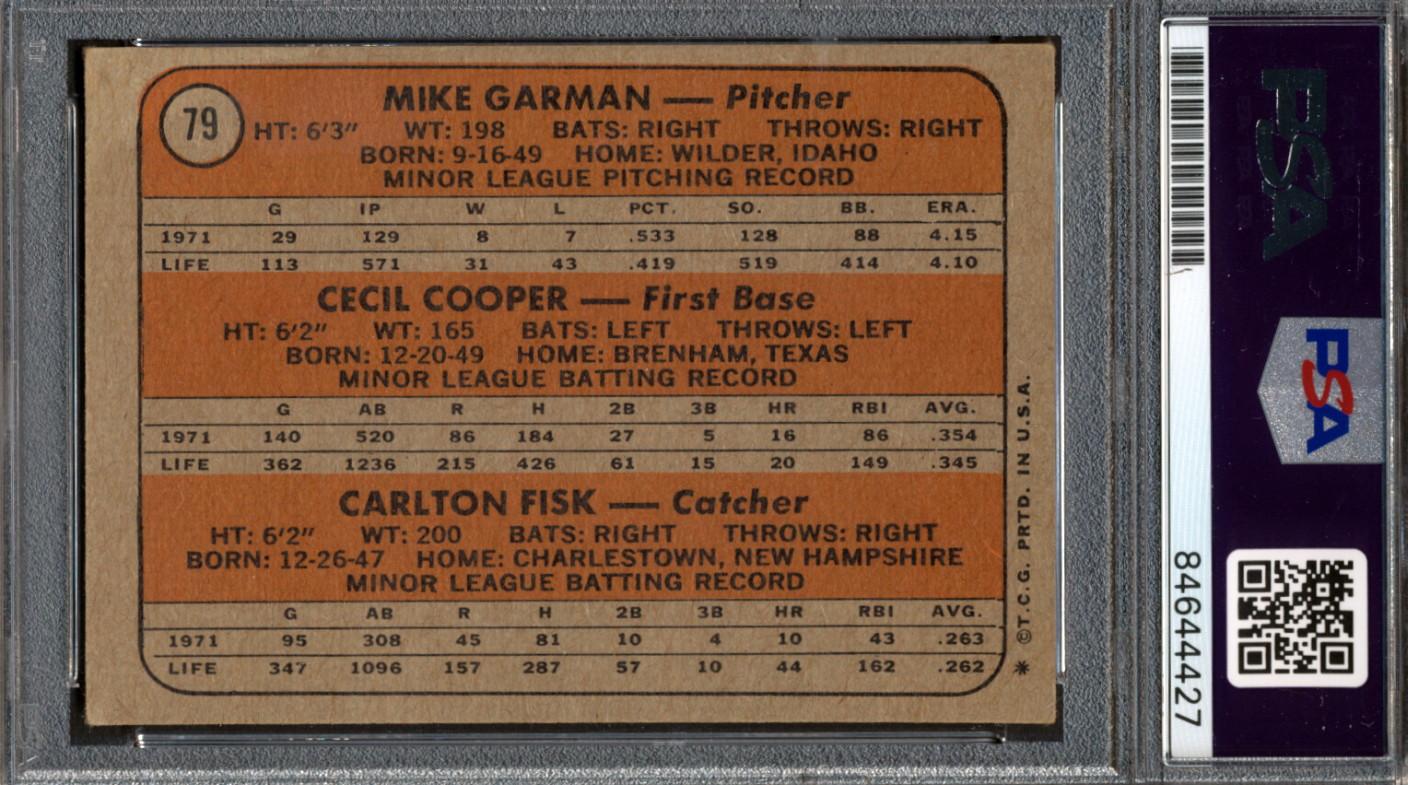 79
MIKE GARMAN — Pitcher
HT: 6'3" WT: 198 BATS: RIGHT THROWS: RIGHT
BORN: 9-16-49 HOME: WILDER, IDAHO
MINOR LEAGUE PITCHING RECORD
G IP W L PCT. SO. BB. ERA.
1971 29 129 8 7 .533 128 88 4.15
LIFE 113 571 31 43 .419 519 414 4.10
CECIL COOPER — First Base
HT: 6'2" WT: 165 BATS: LEFT THROWS: LEFT
BORN: 12-20-49 HOME: BRENHAM, TEXAS
MINOR LEAGUE BATTING RECORD
G AB R H 2B 3B HR RBI AVG.
1971 140 520 86 184 27 5 16 86 .354
LIFE 362 1236 215 426 61 15 20 149 .345
CARLTON FISK — Catcher
HT: 6'2" WT: 200 BATS: RIGHT THROWS: RIGHT
BORN: 12-26-47 HOME: CHARLESTOWN, NEW HAMPSHIRE
MINOR LEAGUE BATTING RECORD
G AB R H 2B 3B HR RBI AVG.
1971 95 308 45 81 10 4 10 43 .263
LIFE 347 1096 157 287 57 10 44 162 .262
* ©T.C.G. PRTD. IN U.S.A.
PSA
PSA
84644427